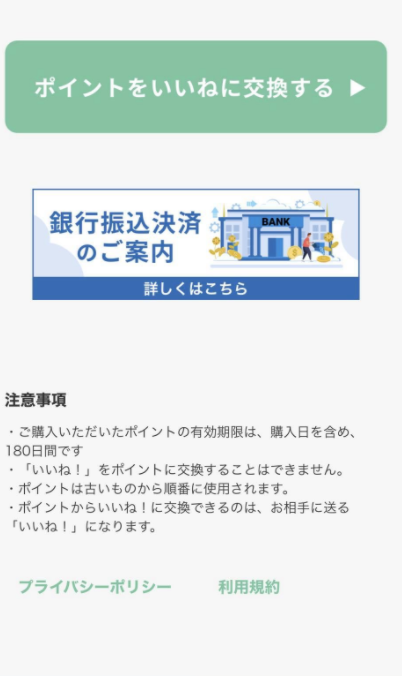 ポイントをいいねに交換する ▶
銀行振込決済
のご案内
BANK
詳しくはこちら
注意事項
・ご購入いただいたポイントの有効期限は、購入日を含め、
180日間です
・「いいね！」をポイントに交換することはできません。
・ポイントは古いものから順番に使用されます。
・ポイントからいいね！に交換できるのは、お相手に送る
「いいね！」になります。
プライバシーポリシー 利用規約